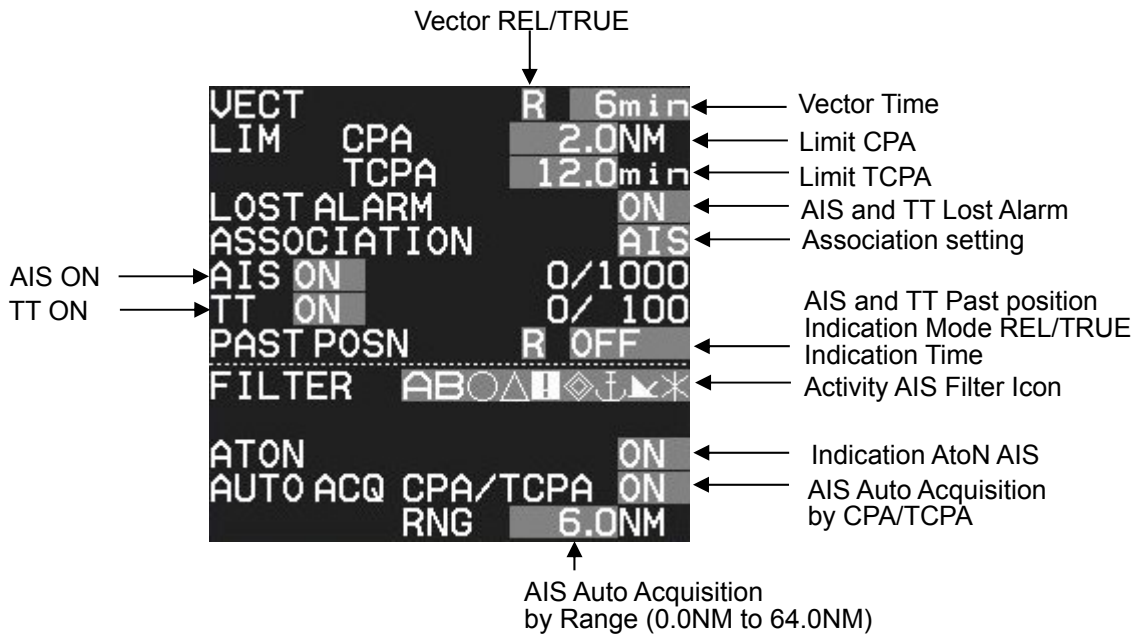 Vector REL/TRUE
VECT R 6min
Vector Time
LIM CPA 2.0NM
Limit CPA
TCPA 12.0min
Limit TCPA
LOST ALARM ON
AIS and TT Lost Alarm
ASSOCIATION AIS
Association setting
AIS ON
AIS ON 0/1000
TT ON
TT ON 0/ 100
PAST POSN R OFF
AIS and TT Past position
Indication Mode REL/TRUE
Indication Time
FILTER AB
Activity AIS Filter Icon
ATON ON
Indication AtoN AIS
AUTO ACQ CPA/TCPA ON
AIS Auto Acquisition
by CPA/TCPA
RNG 6.0NM
AIS Auto Acquisition
by Range (0.0NM to 64.0NM)